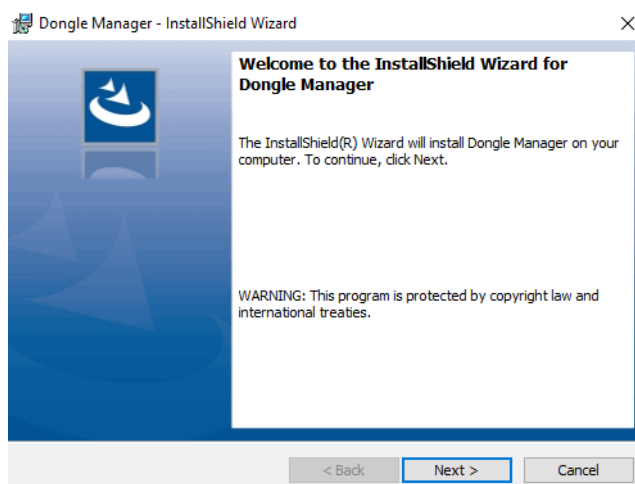 Dongle Manager - InstallShield Wizard
Welcome to the InstallShield Wizard for
Dongle Manager
The InstallShield(R) Wizard will install Dongle Manager on your
computer. To continue, click Next.
WARNING: This program is protected by copyright law and
international treaties.
< Back Next > Cancel